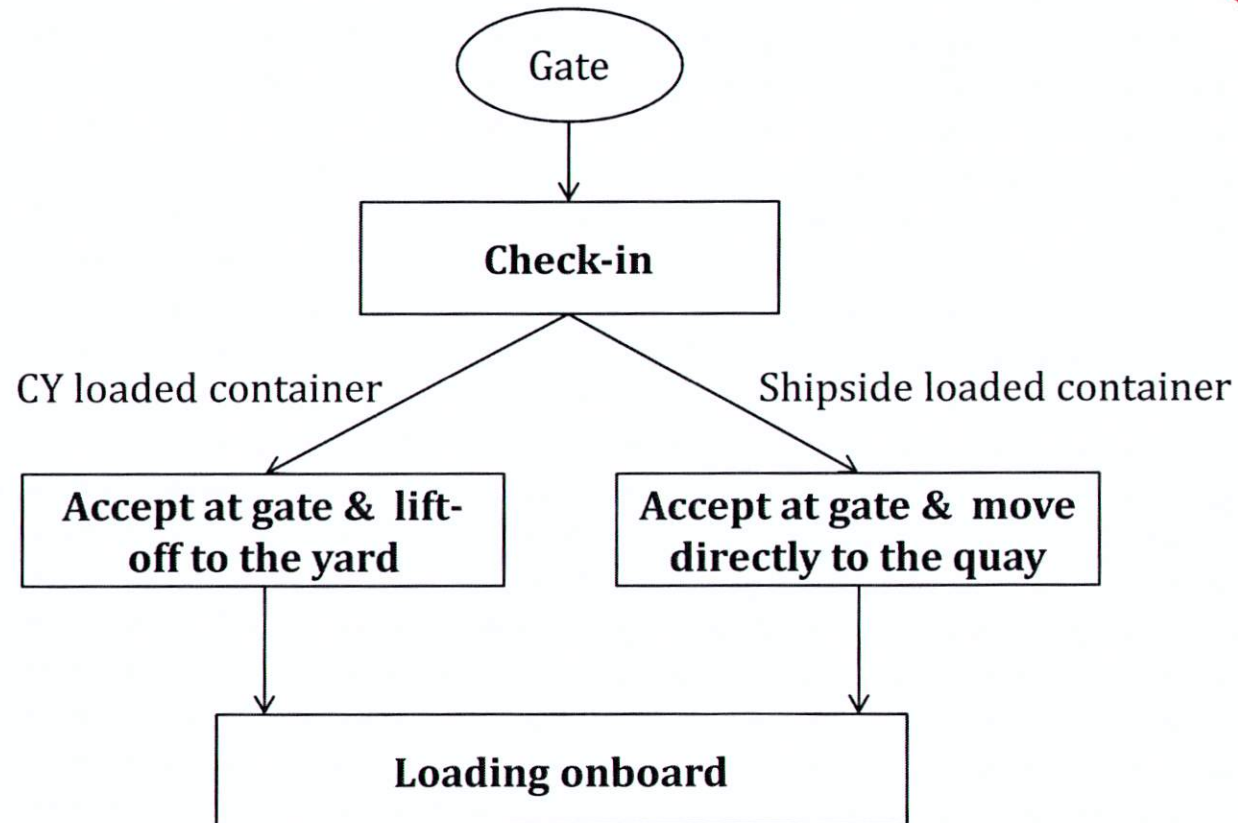 Gate
Check-in
CY loaded container
Shipside loaded container
Accept at gate &  lift-
off to the yard
Accept at gate &  move
directly to the quay
Loading onboard